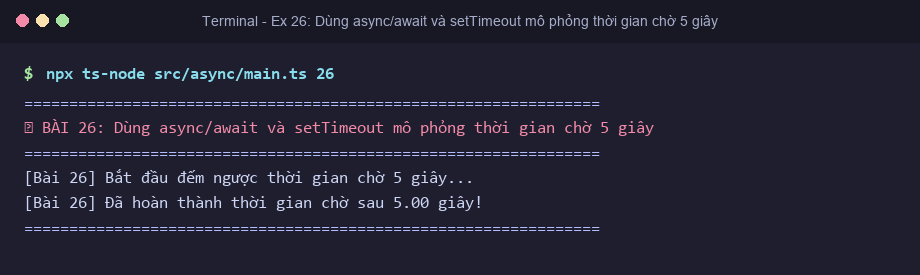 Terminal - Ex 26: Dùng async/await và setTimeout mô phỏng thời gian chờ 5 giây
$ npx ts-node src/async/main.ts 26
================================================================
BÀI 26: Dùng async/await và setTimeout mô phỏng thời gian chờ 5 giây
================================================================
[Bài 26] Bắt đầu đếm ngược thời gian chờ 5 giây...
[Bài 26] Đã hoàn thành thời gian chờ sau 5.00 giây!
================================================================